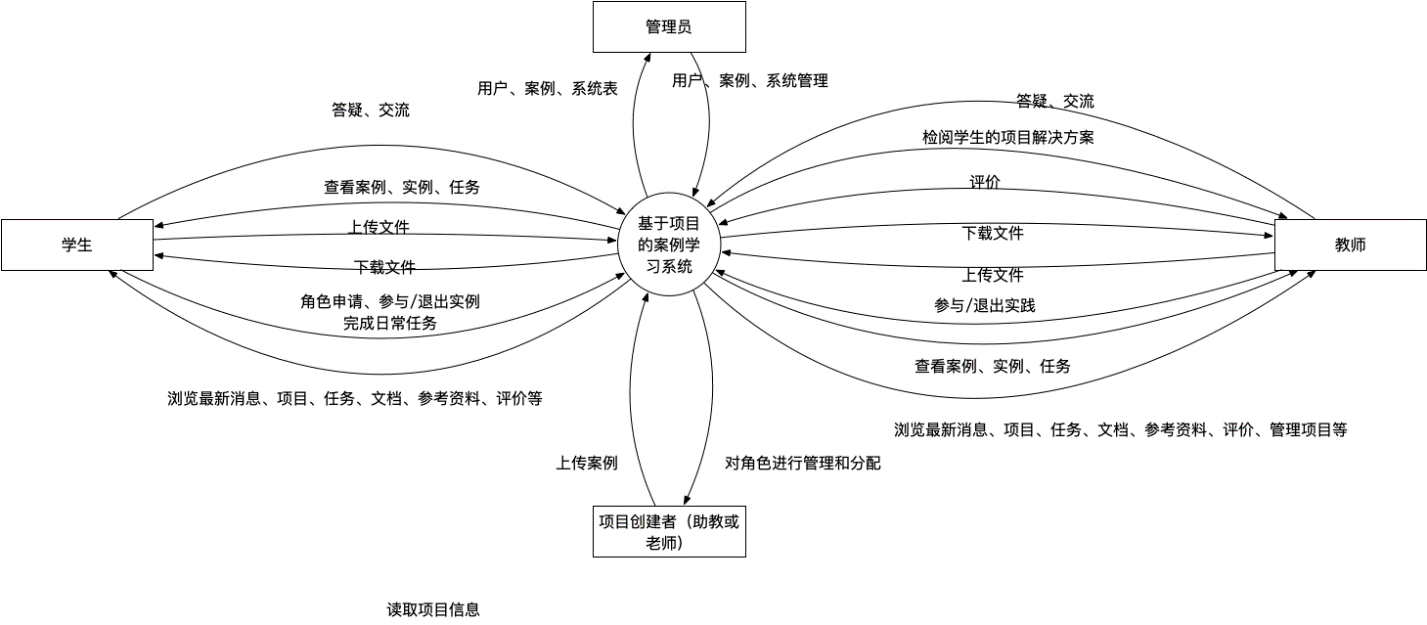 管理员
用户、案例、系统表
用户、案例、系统管理
答疑、交流
答疑、交流
检阅学生的项目解决方案
查看案例、实例、任务
评价
上传文件
下载文件
学生
基于项目
的案例学
习系统
教师
下载文件
上传文件
角色申请、参与/退出实例
完成日常任务
参与/退出实践
查看案例、实例、任务
浏览最新消息、项目、任务、文档、参考资料、评价等
浏览最新消息、项目、任务、文档、参考资料、评价、管理项目等
上传案例
对角色进行管理和分配
项目创建者（助教或
老师）
读取项目信息